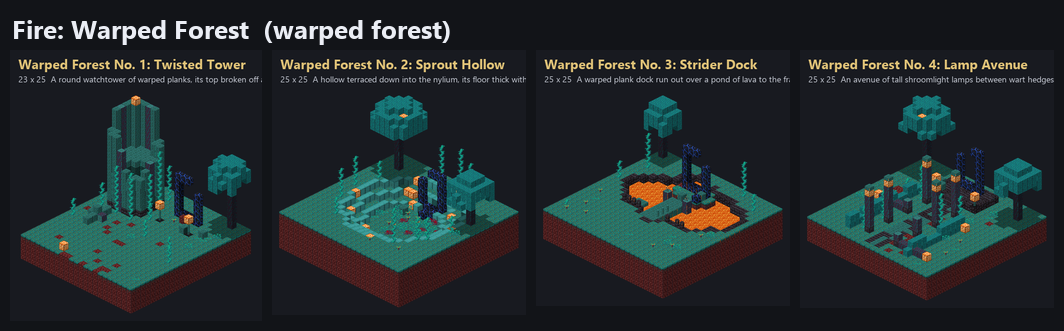 Fire: Warped Forest (warped forest)
Warped Forest No. 1: Twisted Tower
23 x 25 A round watchtower of warped planks, its top broken off
Warped Forest No. 2: Sprout Hollow
25 x 25 A hollow terraced down into the nylium, its floor thick with
Warped Forest No. 3: Strider Dock
25 x 25 A warped plank dock run out over a pond of lava to the
Warped Forest No. 4: Lamp Avenue
25 x 25 An avenue of tall shroomlight lamps between wart hedges